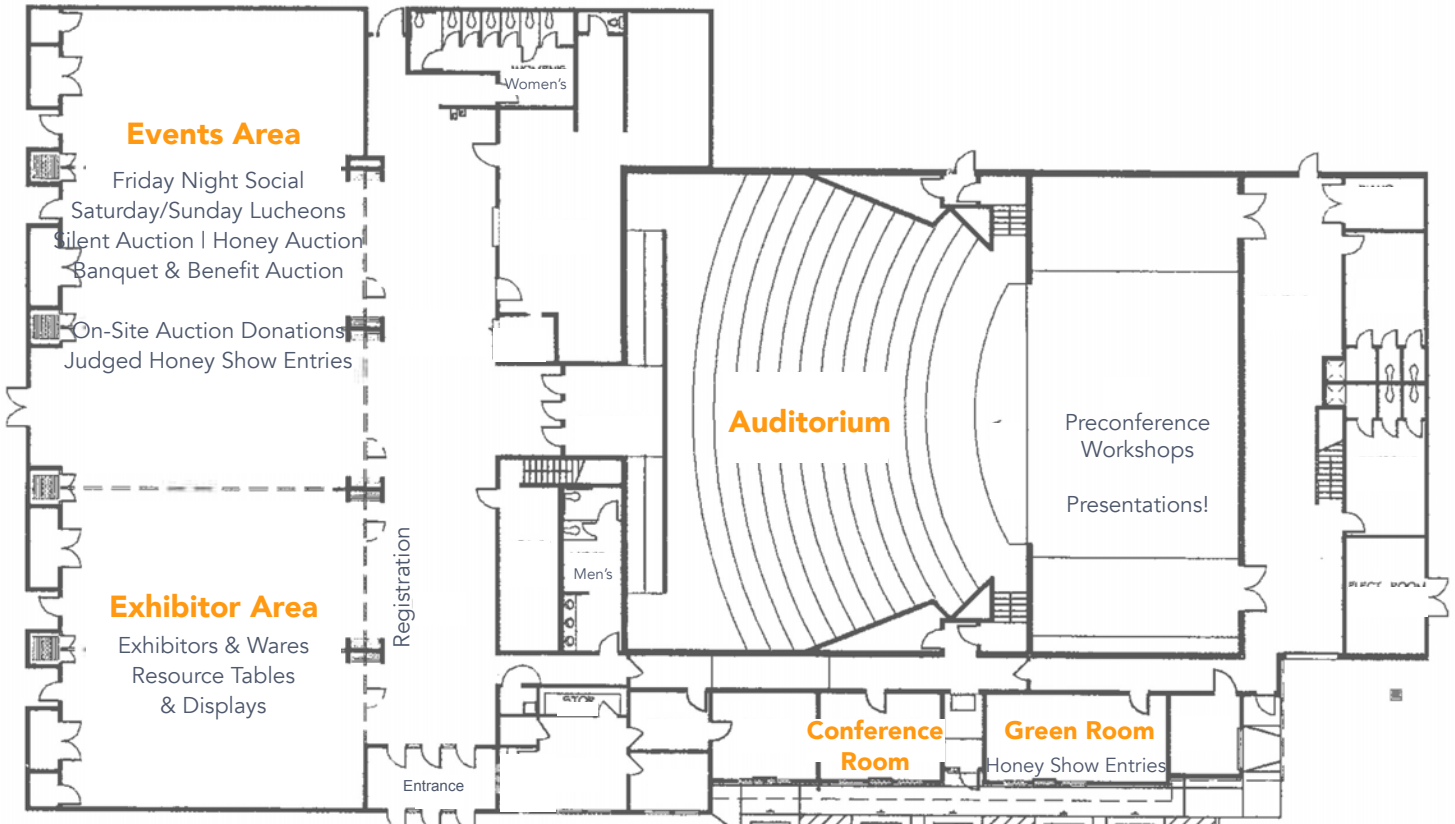 Women's
Events Area
Friday Night Social
Saturday/Sunday Lucheons
Silent Auction | Honey Auction
Banquet & Benefit Auction
On-Site Auction Donations
Judged Honey Show Entries
Auditorium
Preconference
Workshops
Presentations!
Registration
Men's
ELECT. ROOM
Exhibitor Area
Exhibitors & Wares
Resource Tables
& Displays
Conference
Room
Green Room
Honey Show Entries
Entrance